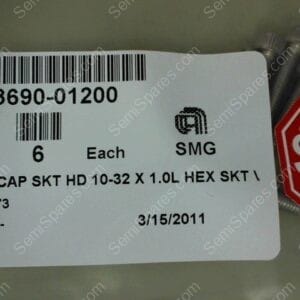 3690-01200
6 Each SMG
CAP SKT HD 10-32 X 1.0L HEX SKT \
73
3/15/2011
SemiSpares.com